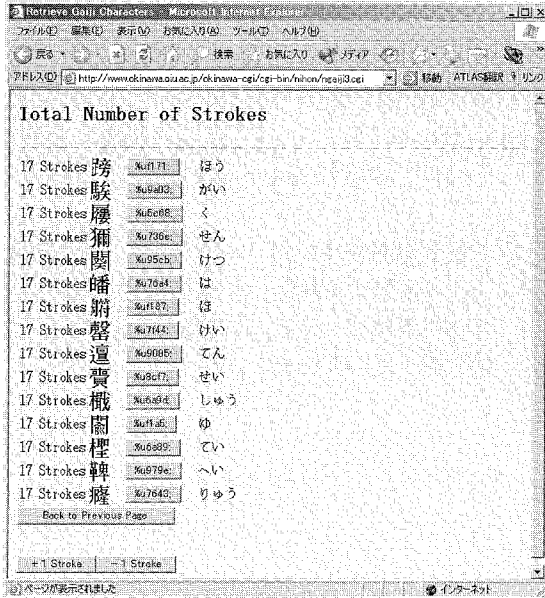 Retrieve Gaiji Characters - Microsoft Internet Explorer
ファイル(F) 編集(E) 表示(V) お気に入り(A) ツール(T) ヘルプ(H)
戻る 検索 お気に入り メディア
アドレス(D) http://www.okinawa.oiu.ac.jp/okinawa-cgi/cgi-bin/nihon/ngaiji3.cgi 移動 ATLAS翻訳 リンク
Total Number of Strokes
17 Strokes %uf171; ほう
17 Strokes 騃 %u9a03; がい
17 Strokes %u5c68; く
17 Strokes 獮 %u736e; せん
17 Strokes 闋 %u95cb; けつ
17 Strokes 皤 %u76a4; は
17 Strokes %uf187; ほ
17 Strokes 罄 %u7f44; けい
17 Strokes 邅 %u9085; てん
17 Strokes 賷 %u8cf7; せい
17 Strokes %u6a9d; しゅう
17 Strokes %uf1a5; ゆ
17 Strokes 檉 %u6a89; てい
17 Strokes 鞞 %u979e; へい
17 Strokes 癃 %u7643; りゅう
Back to Previous Page
+1 Stroke -1 Stroke
ページが表示されました インターネット